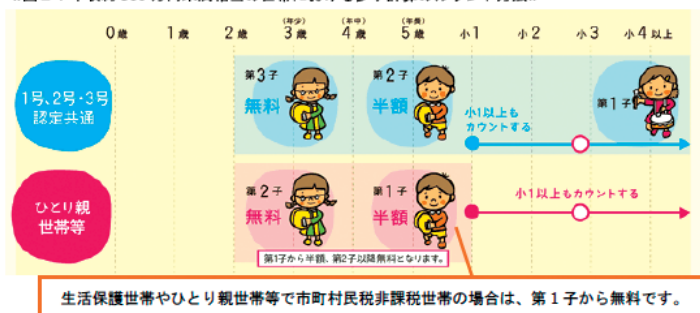 0歳 1歳 2歳 (年少)3歳 (年中)4歳 (年長)5歳 小1 小2 小3 小4以上
1号、2号・3号
認定共通
第3子
無料
第2子
半額
小1以上も
カウントする
第1子
ひとり親
世帯等
第2子
無料
第1子
半額
小1以上もカウントする
第1子から半額、第2子以降無料となります。
生活保護世帯やひとり親世帯等で市町村民税非課税世帯の場合は、第1子から無料です。